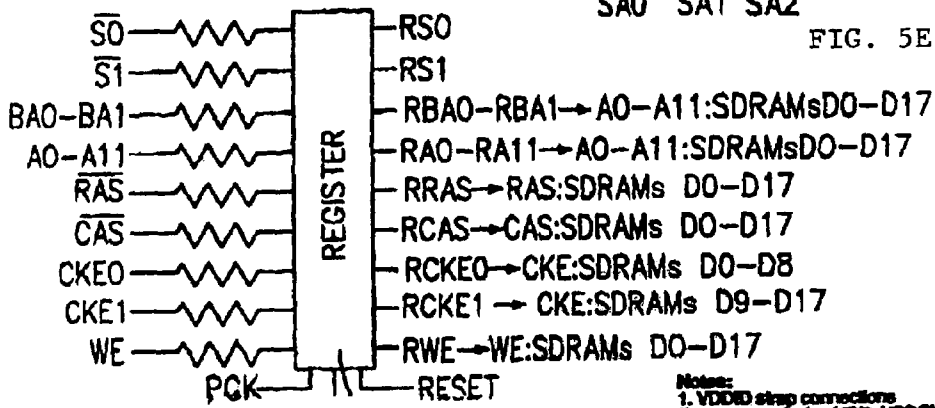 SA0 SA1 SA2
FIG. 5E
S0 RS0
S1 RS1
BA0-BA1 RBA0-RBA1→A0-A11:SDRAMsD0-D17
A0-A11 RA0-RA11→A0-A11:SDRAMsD0-D17
RAS RRAS→RAS:SDRAMs D0-D17
CAS RCAS→CAS:SDRAMs D0-D17
CKE0 RCKE0→CKE:SDRAMs D0-D8
CKE1 RCKE1→CKE:SDRAMs D9-D17
WE RWE→WE:SDRAMs D0-D17
REGISTER
PCK RESET
Notes:
1. VDDID strap connections